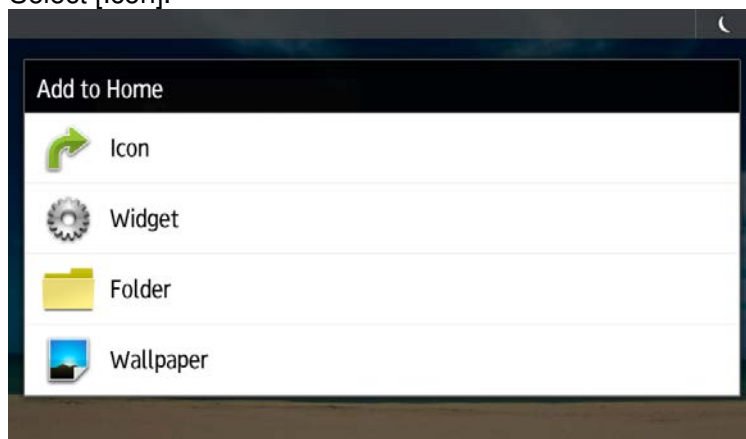 Select [Icon].
Add to Home
Icon
Widget
Folder
Wallpaper